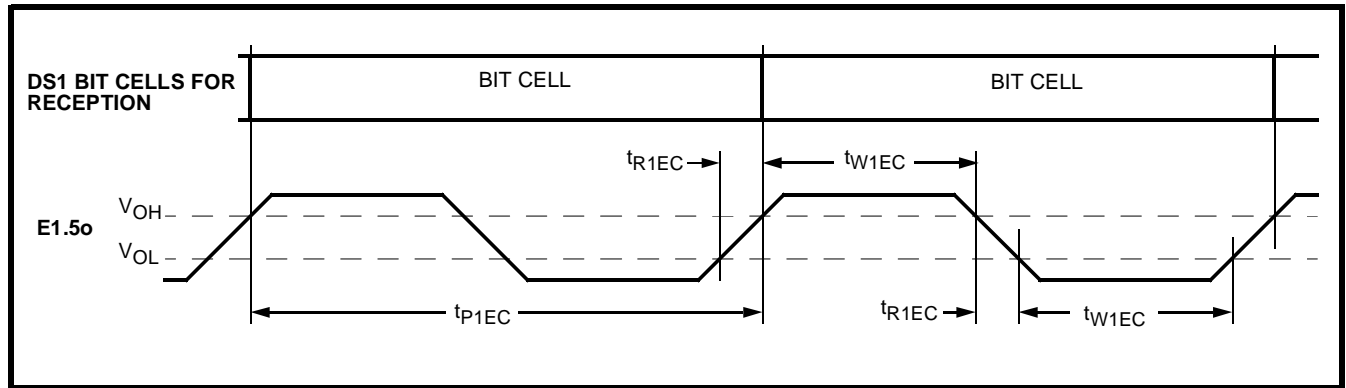 DS1 BIT CELLS FOR
RECEPTION
BIT CELL
BIT CELL
tR1EC
tW1EC
E1.5o
VOH
VOL
tP1EC
tR1EC
tW1EC